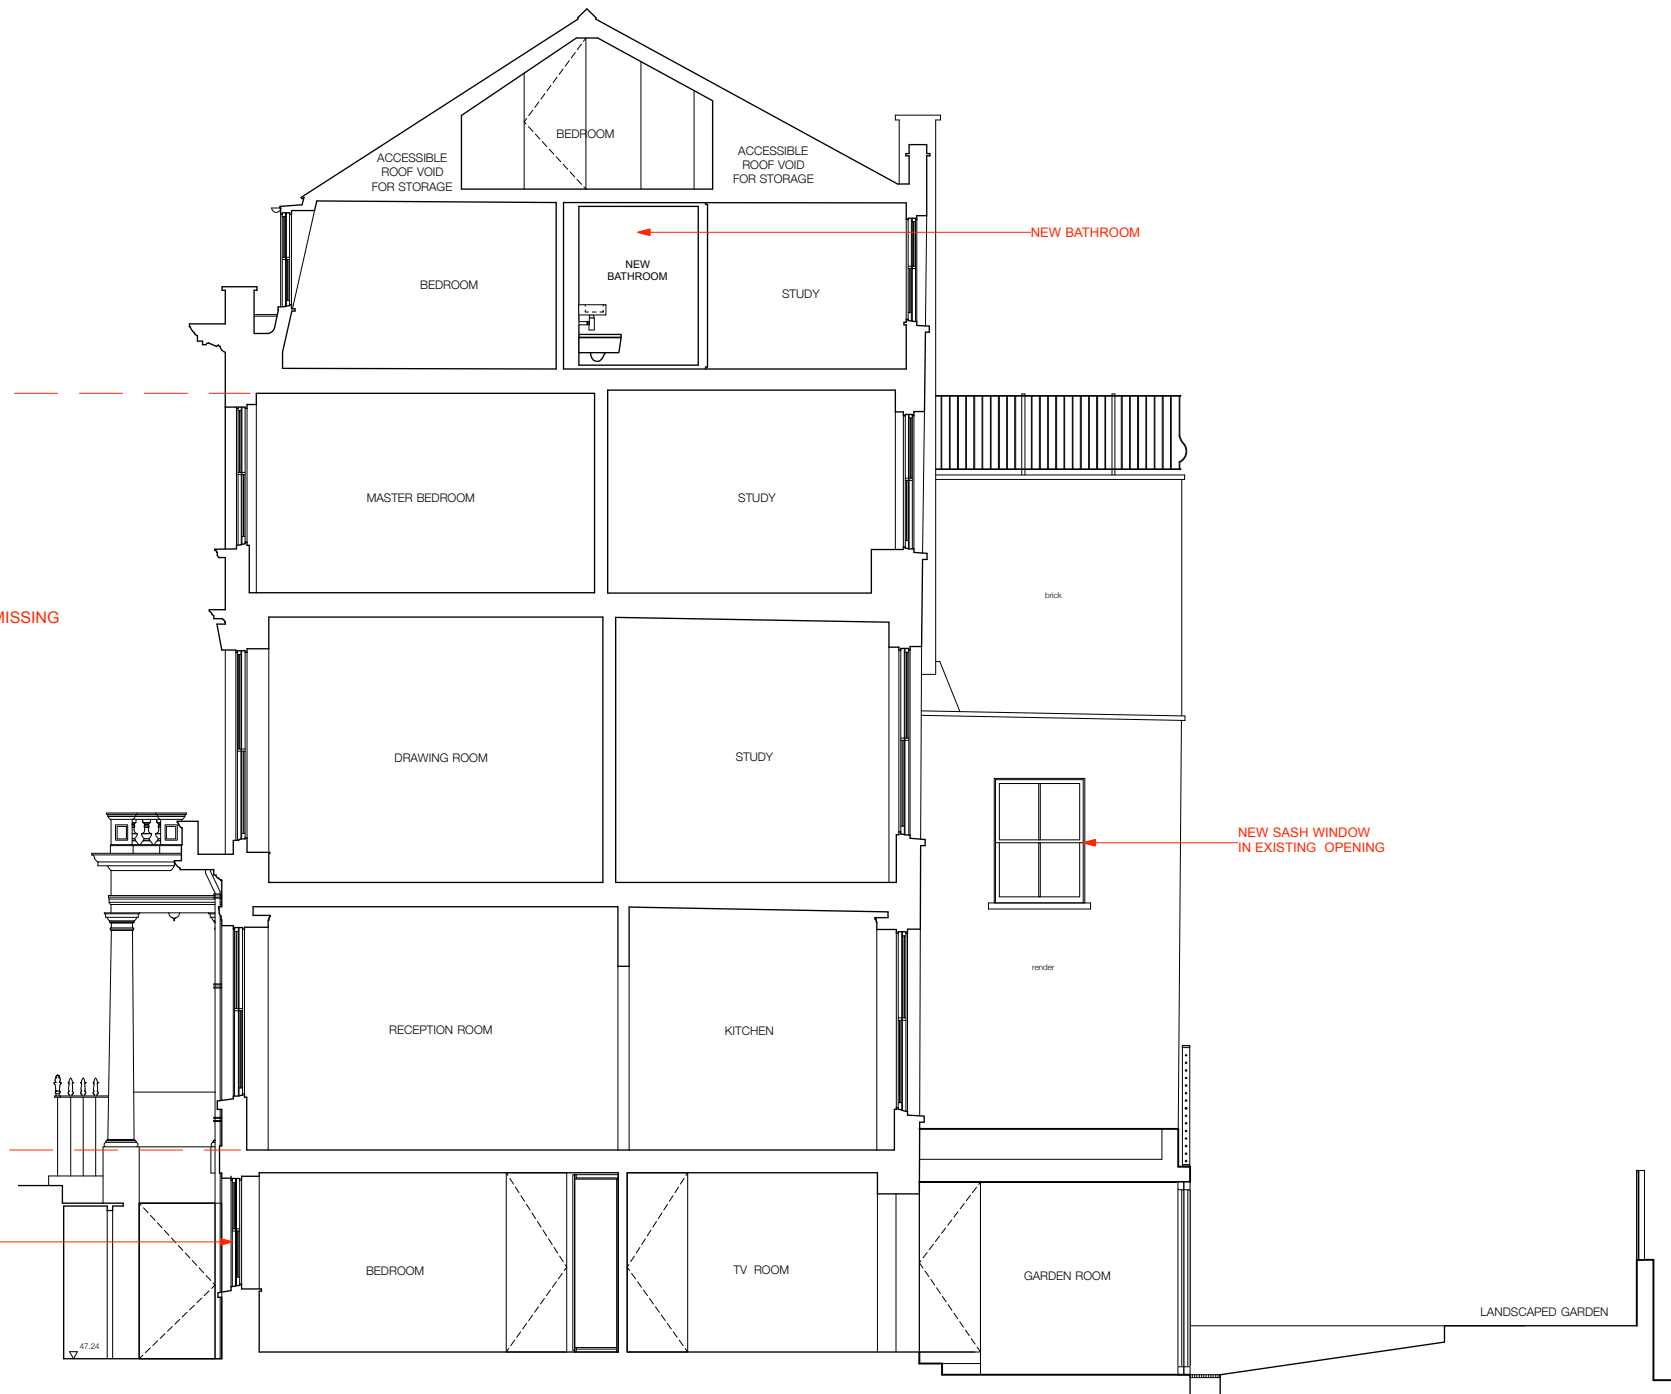 BEDROOM
ACCESSIBLE
ROOF VOID
FOR STORAGE
ACCESSIBLE
ROOF VOID
FOR STORAGE
NEW BATHROOM
NEW
BATHROOM
BEDROOM
STUDY
MASTER BEDROOM
STUDY
brick
MISSING
DRAWING ROOM
STUDY
NEW SASH WINDOW
IN EXISTING OPENING
render
RECEPTION ROOM
KITCHEN
BEDROOM
TV ROOM
GARDEN ROOM
LANDSCAPED GARDEN
47.24